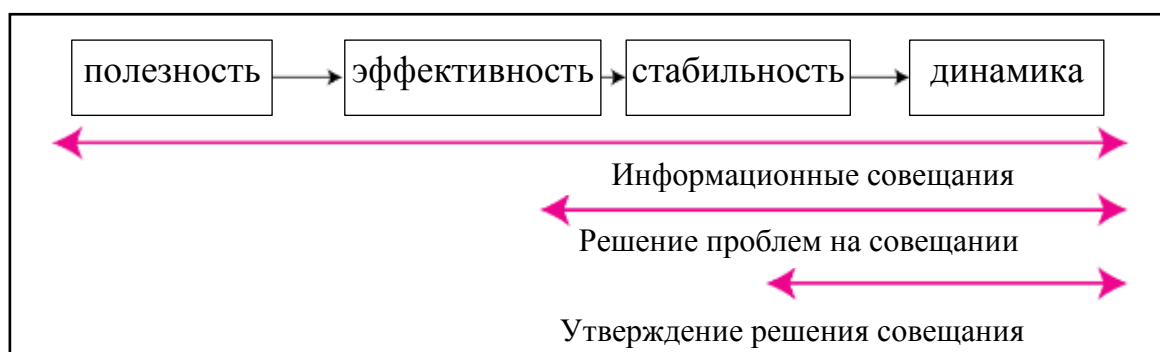 полезность эффективность стабильность динамика
Информационные совещания
Решение проблем на совещании
Утверждение решения совещания